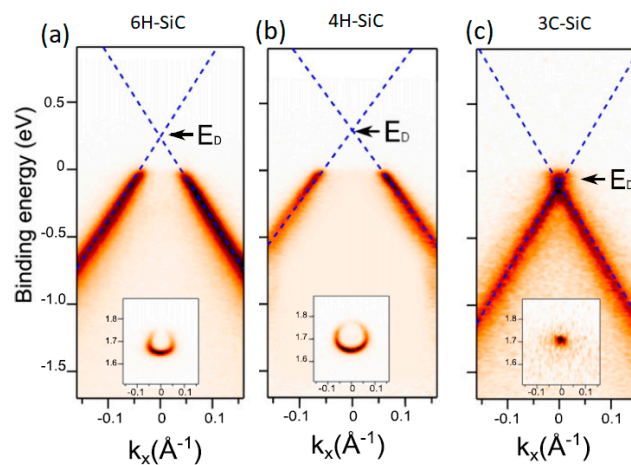 6H-SiC
4H-SiC
3C-SiC
(a)
(b)
(c)
Binding energy (eV)
0.5
0
-0.5
-1.0
-1.5
E_D
E_D
E_D
1.8
1.7
1.6
-0.1 0 0.1
1.8
1.7
1.6
-0.1 0 0.1
1.8
1.7
1.6
-0.1 0 0.1
-0.1 0 0.1
-0.1 0 0.1
-0.1 0 0.1
kₓ(Å⁻¹)
kₓ(Å⁻¹)
kₓ(Å⁻¹)